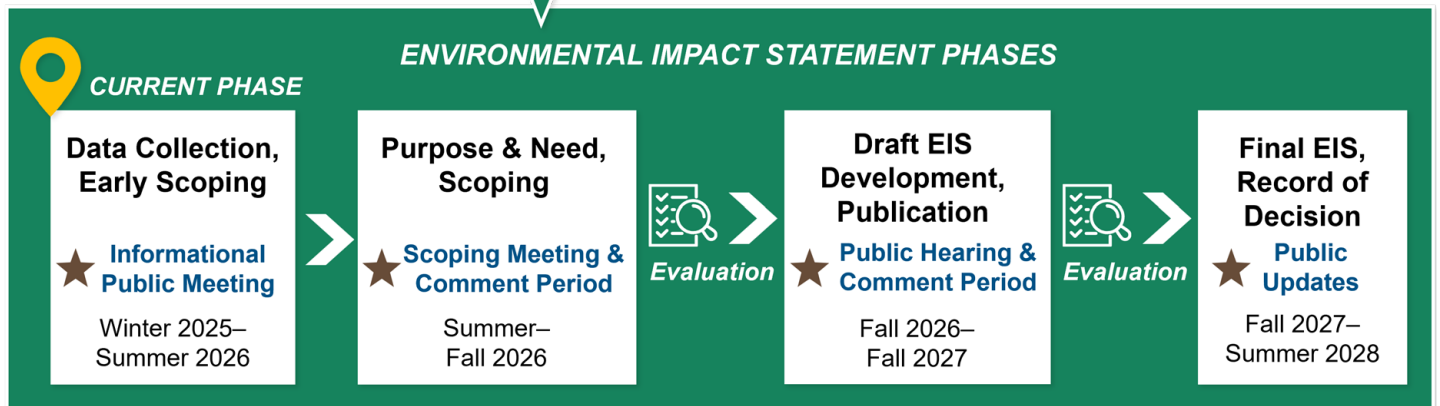 ENVIRONMENTAL IMPACT STATEMENT PHASES
CURRENT PHASE
Data Collection,
Early Scoping
Informational
Public Meeting
Winter 2025–
Summer 2026
Purpose & Need,
Scoping
Scoping Meeting &
Comment Period
Summer–
Fall 2026
Evaluation
Draft EIS
Development,
Publication
Public Hearing &
Comment Period
Fall 2026–
Fall 2027
Evaluation
Final EIS,
Record of
Decision
Public
Updates
Fall 2027–
Summer 2028